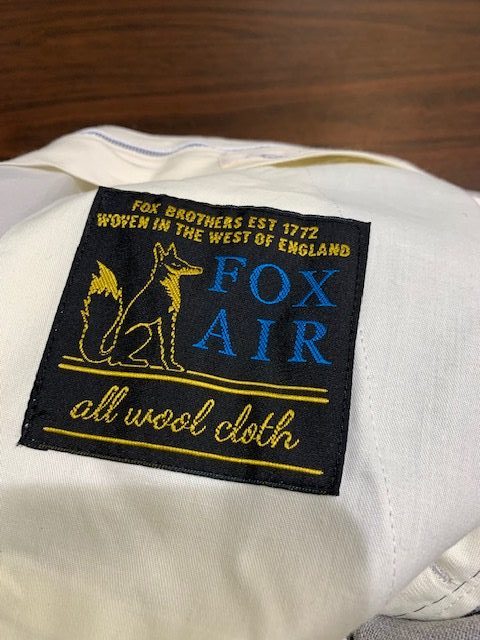 FOX BROTHERS EST 1772
WOVEN IN THE WEST OF ENGLAND
FOX
AIR
all wool cloth